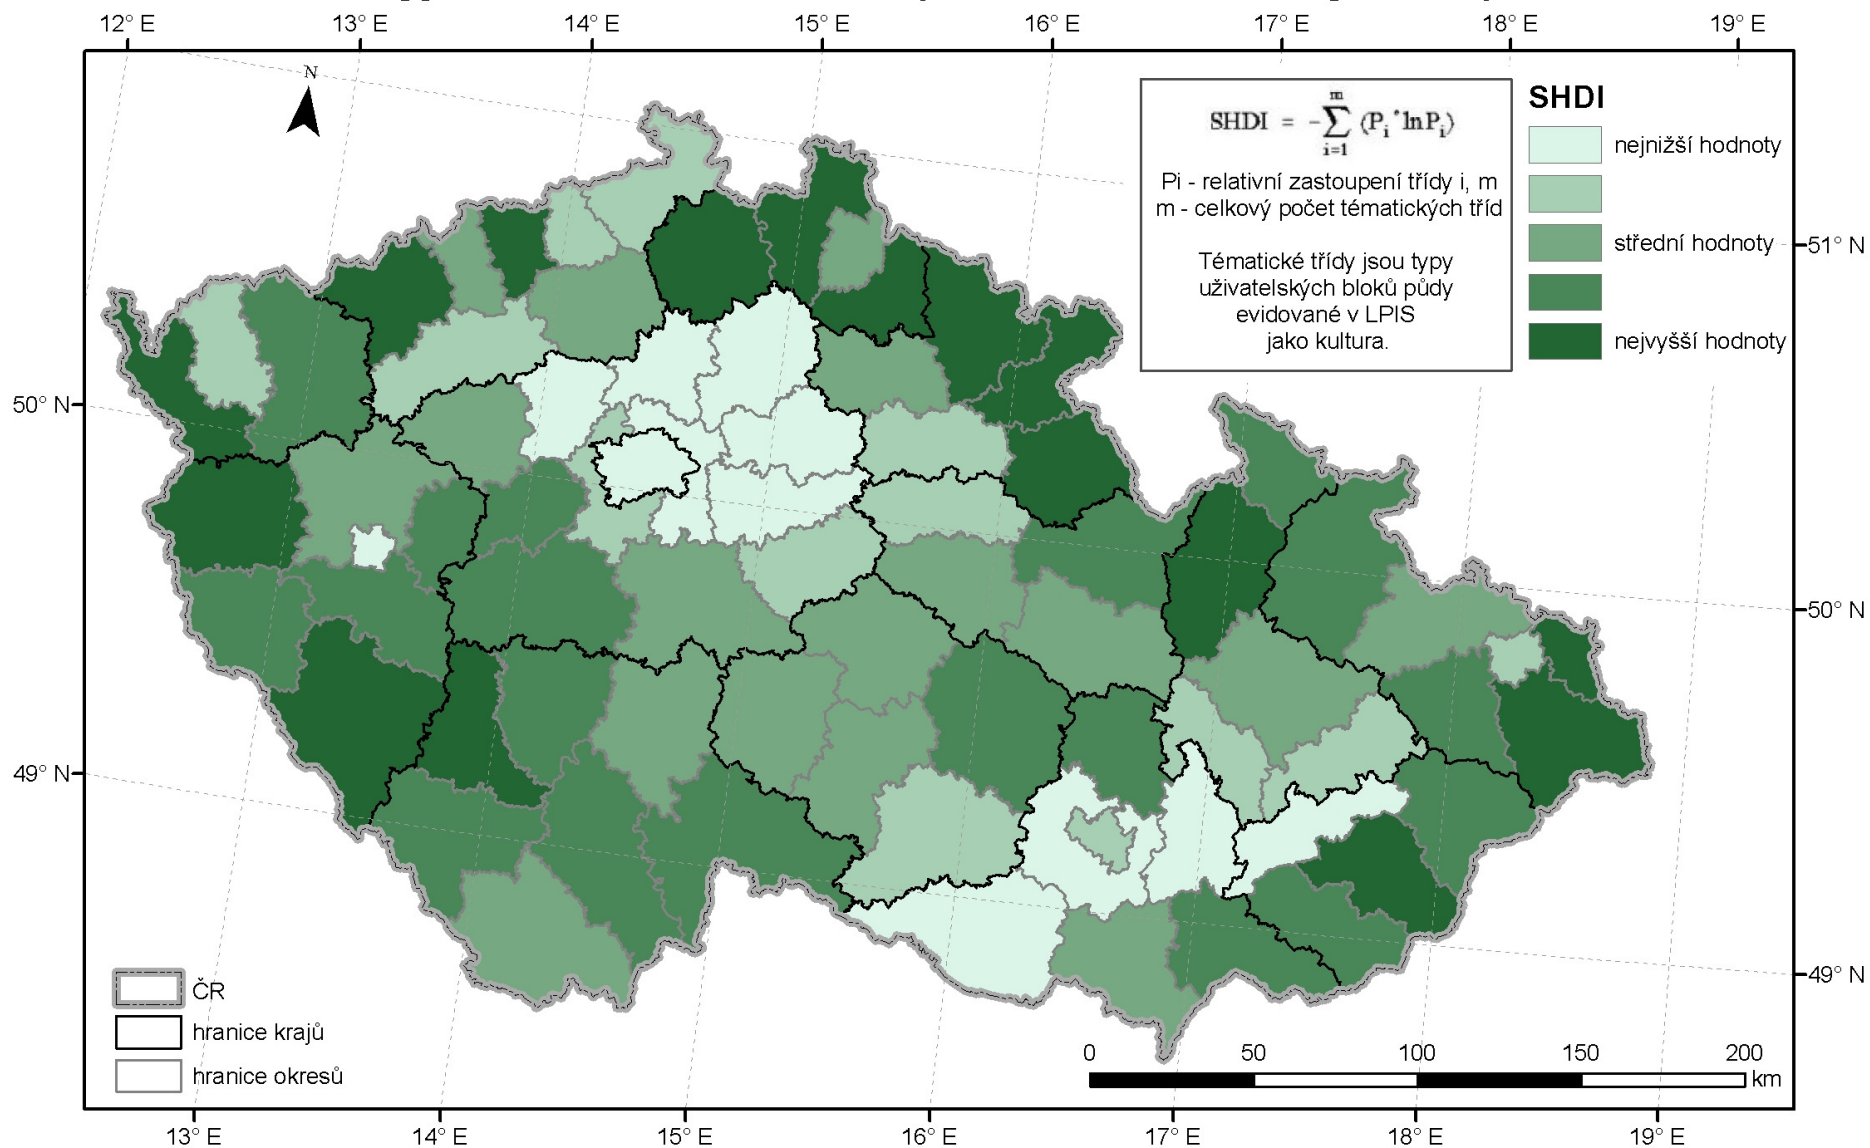 12° E 13° E 14° E 15° E 16° E 17° E 18° E 19° E
N
SHDI = -∑ (Pi * lnPi)
m
i=1
Pi - relativní zastoupení třídy i, m
m - celkový počet tématických tříd
Tématické třídy jsou typy
uživatelských bloků půdy
evidované v LPIS
jako kultura.
SHDI
nejnižší hodnoty
střední hodnoty
nejvyšší hodnoty
51° N
50° N
50° N
49° N
49° N
ČR
hranice krajů
hranice okresů
0 50 100 150 200
km
13° E 14° E 15° E 16° E 17° E 18° E 19° E